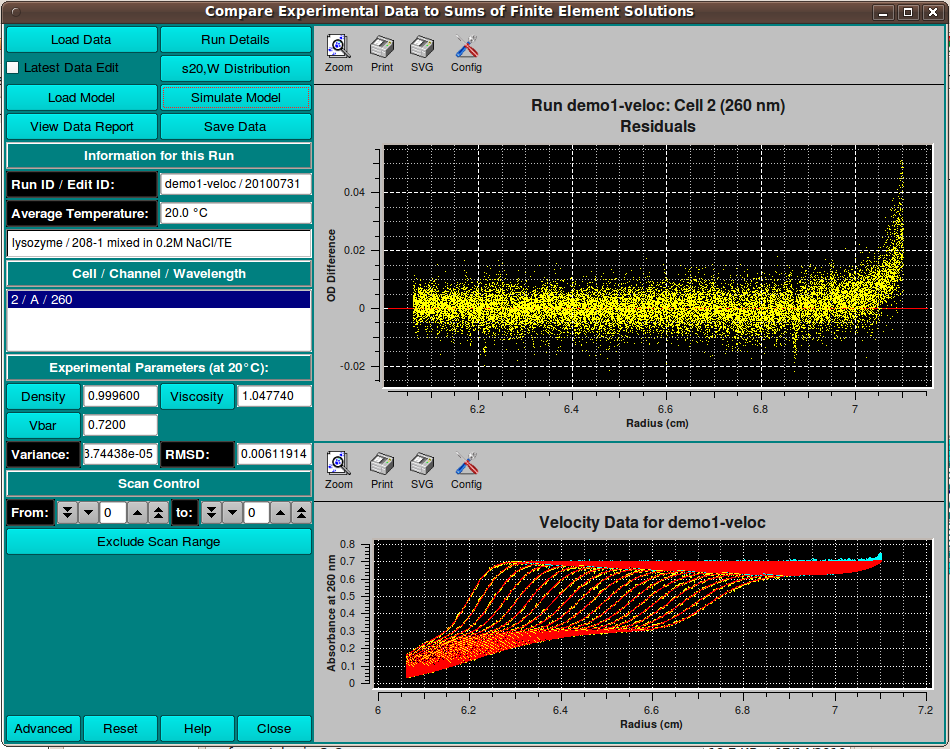 Compare Experimental Data to Sums of Finite Element Solutions
Load Data
Run Details
Latest Data Edit
s20,W Distribution
Load Model
Simulate Model
View Data Report
Save Data
Information for this Run
Run ID / Edit ID:
demo1-veloc / 20100731
Average Temperature:
20.0 °C
lysozyme / 208-1 mixed in 0.2M NaCl/TE
Cell / Channel / Wavelength
2 / A / 260
Experimental Parameters (at 20°C):
Density
0.999600
Viscosity
1.047740
Vbar
0.7200
Variance:
3.74438e-05
RMSD:
0.00611914
Scan Control
From:
0
to:
0
Exclude Scan Range
Advanced
Reset
Help
Close
Zoom
Print
SVG
Config
Run demo1-veloc: Cell 2 (260 nm)
Residuals
OD Difference
0.04
0.02
0
-0.02
6.2
6.4
6.6
6.8
7
Radius (cm)
Zoom
Print
SVG
Config
Velocity Data for demo1-veloc
Absorbance at 260 nm
0.8
0.7
0.6
0.5
0.4
0.3
0.2
0.1
0
6
6.2
6.4
6.6
6.8
7
7.2
Radius (cm)